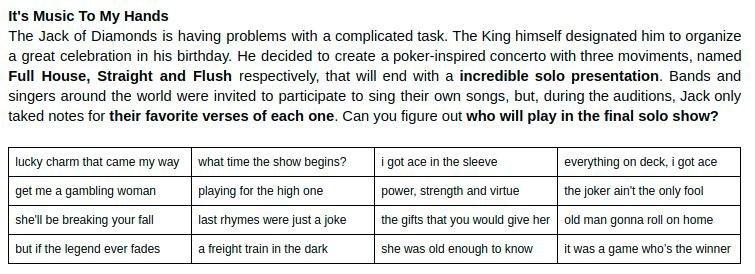 It's Music To My Hands
The Jack of Diamonds is having problems with a complicated task. The King himself designated him to organize
a great celebration in his birthday. He decided to create a poker-inspired concerto with three moviments, named
Full House, Straight and Flush respectively, that will end with a incredible solo presentation. Bands and
singers around the world were invited to participate to sing their own songs, but, during the auditions, Jack only
taked notes for their favorite verses of each one. Can you figure out who will play in the final solo show?
lucky charm that came my way what time the show begins? i got ace in the sleeve everything on deck, i got ace
get me a gambling woman playing for the high one power, strength and virtue the joker ain't the only fool
she'll be breaking your fall last rhymes were just a joke the gifts that you would give her old man gonna roll on home
but if the legend ever fades a freight train in the dark she was old enough to know it was a game who's the winner